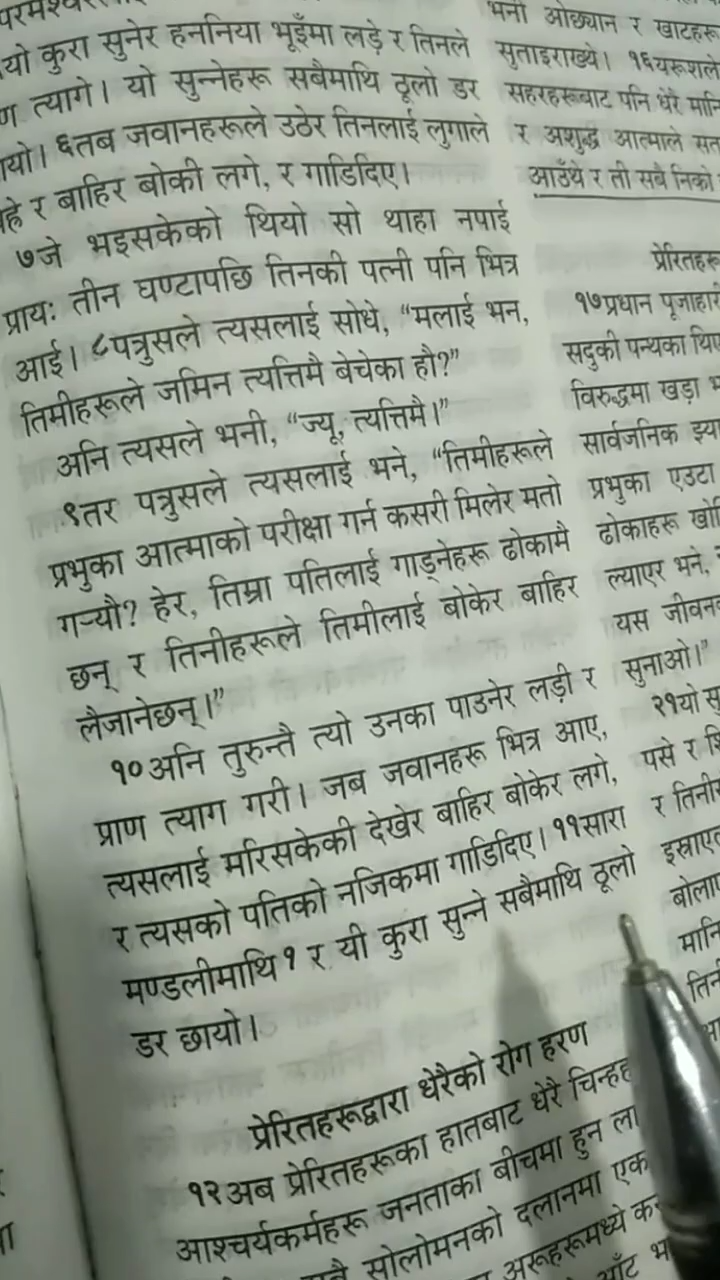 यो कुरा सुनेर हननिया भूइँमा लड़े र तिनले
त्यागे। यो सुन्नेहरू सबैमाथि ठूलो डर
६तब जवानहरूले उठेर तिनलाई लुगाले
र बाहिर बोकी लगे, र गाडिदिए।
७जे भइसकेको थियो सो थाहा नपाई
प्रायः तीन घण्टापछि तिनकी पत्नी पनि भित्र
आई। ८पत्रुसले त्यसलाई सोधे, “मलाई भन,
तिमीहरूले जमिन त्यत्तिमै बेचेका हौ?”
अनि त्यसले भनी, “ज्यू, त्यत्तिमै।”
९तर पत्रुसले त्यसलाई भने, “तिमीहरूले
प्रभुका आत्माको परीक्षा गर्न कसरी मिलेर मतो
गऱ्यौ? हेर, तिम्रा पतिलाई गाड्नेहरू ढोकामै
छन् र तिनीहरूले तिमीलाई बोकेर बाहिर
लैजानेछन्।”
१०अनि तुरुन्तै त्यो उनका पाउनेर लड़ी र
प्राण त्याग गरी। जब जवानहरू भित्र आए,
त्यसलाई मरिसकेकी देखेर बाहिर बोकेर लगे,
र त्यसको पतिको नजिकमा गाडिदिए। ११सारा
मण्डलीमाथि १ र यी कुरा सुन्ने सबैमाथि ठूलो
डर छायो।
प्रेरितहरूद्वारा धेरैको रोग हरण
१२अब प्रेरितहरूका हातबाट धेरै
आश्चर्यकर्महरू जनताका बीचमा हुन
सोलोमनको दलानमा एक
अरूहरूमध्ये
भनी ओछ्यान र खाटहरू
सुताइराख्ये। १६यरूशले
सहरहरूबाट पनि धेरै
र अशुद्ध आत्माले
आउँथे र ती सबै निको
१७प्रधान
सदुकी पन्थका
विरुद्धमा खड़ा
सार्वजनिक
प्रभुका एउटा
ढोकाहरू
ल्याएर भने,
यस
सुनाओ।”
२१यो
पसे र
र